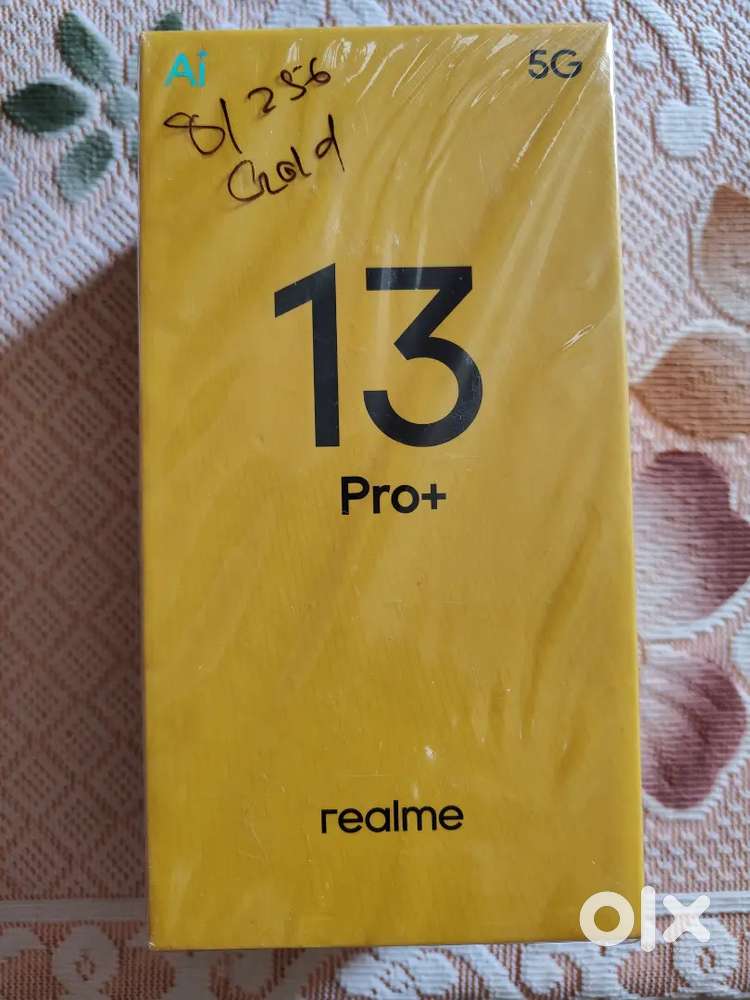 Ai
5G
8/256
Gold
13
Pro+
realme
olx